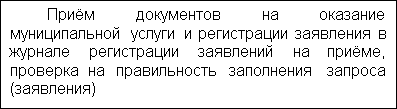 Приём документов на оказание
муниципальной услуги и регистрации заявления в
журнале регистрации заявлений на приёме,
проверка на правильность заполнения запроса
(заявления)